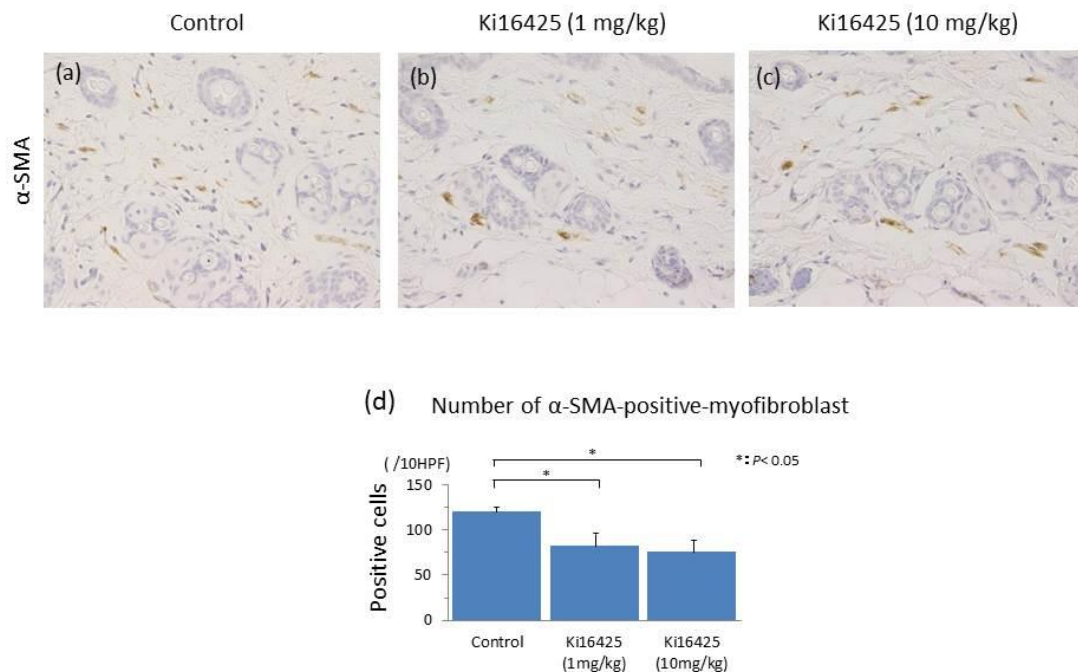 Control Ki16425 (1 mg/kg) Ki16425 (10 mg/kg)
(a) (b) (c)
α-SMA
(d) Number of α-SMA-positive-myofibroblast
( /10HPF) * *: P< 0.05
*
150
100
50
0
Positive cells
Control Ki16425 Ki16425
(1mg/kg) (10mg/kg)